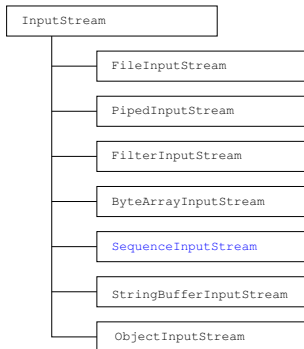 InputStream
FileInputStream
PipedInputStream
FilterInputStream
ByteArrayInputStream
SequenceInputStream
StringBufferInputStream
ObjectInputStream